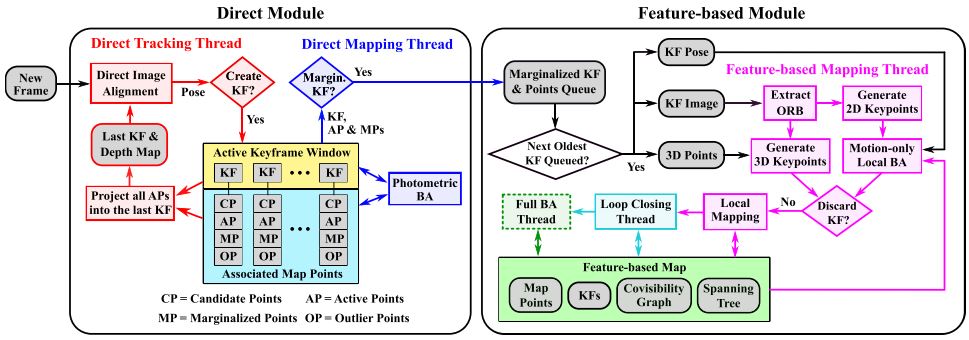 Direct Module
Feature-based Module
Direct Tracking Thread
Direct Mapping Thread
New
Frame
Direct Image
Alignment
Pose
Create
KF?
Yes
Margin.
KF?
Yes
KF,
AP & MPs
Last KF &
Depth Map
Project all APs
into the last KF
Active Keyframe Window
KF KF ••• KF
CP CP CP
AP AP AP
MP MP ••• MP
OP OP OP
Associated Map Points
Photometric
BA
CP = Candidate Points AP = Active Points
MP = Marginalized Points OP = Outlier Points
Marginalized KF
& Points Queue
Next Oldest
KF Queued?
Yes
KF Pose
KF Image
3D Points
Feature-based Mapping Thread
Extract
ORB
Generate
2D Keypoints
Generate
3D Keypoints
Motion-only
Local BA
Discard
KF?
No
Local
Mapping
Loop Closing
Thread
Full BA
Thread
Feature-based Map
Map
Points
KFs
Covisibility
Graph
Spanning
Tree